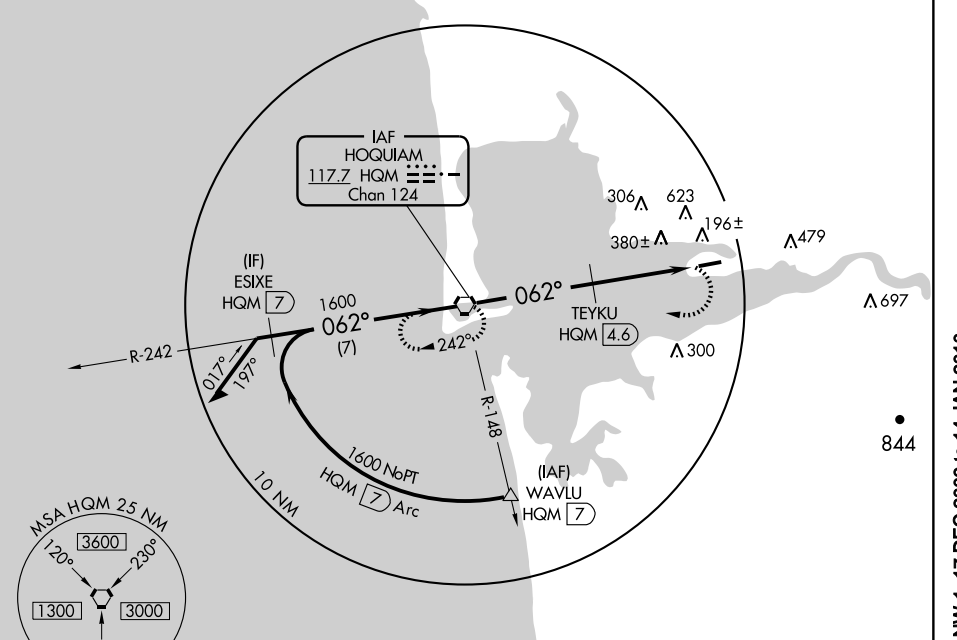 IAF
HOQUIAM
117.7 HQM
Chan 124
306
623
196±
380±
479
(IF)
ESIXE
HQM 7
1600
062°
(7)
062°
TEYKU
HQM 4.6
697
300
R-242
242°
017°
197°
R-148
844
1600 NoPT
HQM 7 Arc
(IAF)
WAVLU
HQM 7
10 NM
MSA HQM 25 NM
120°
3600
230°
1300
3000